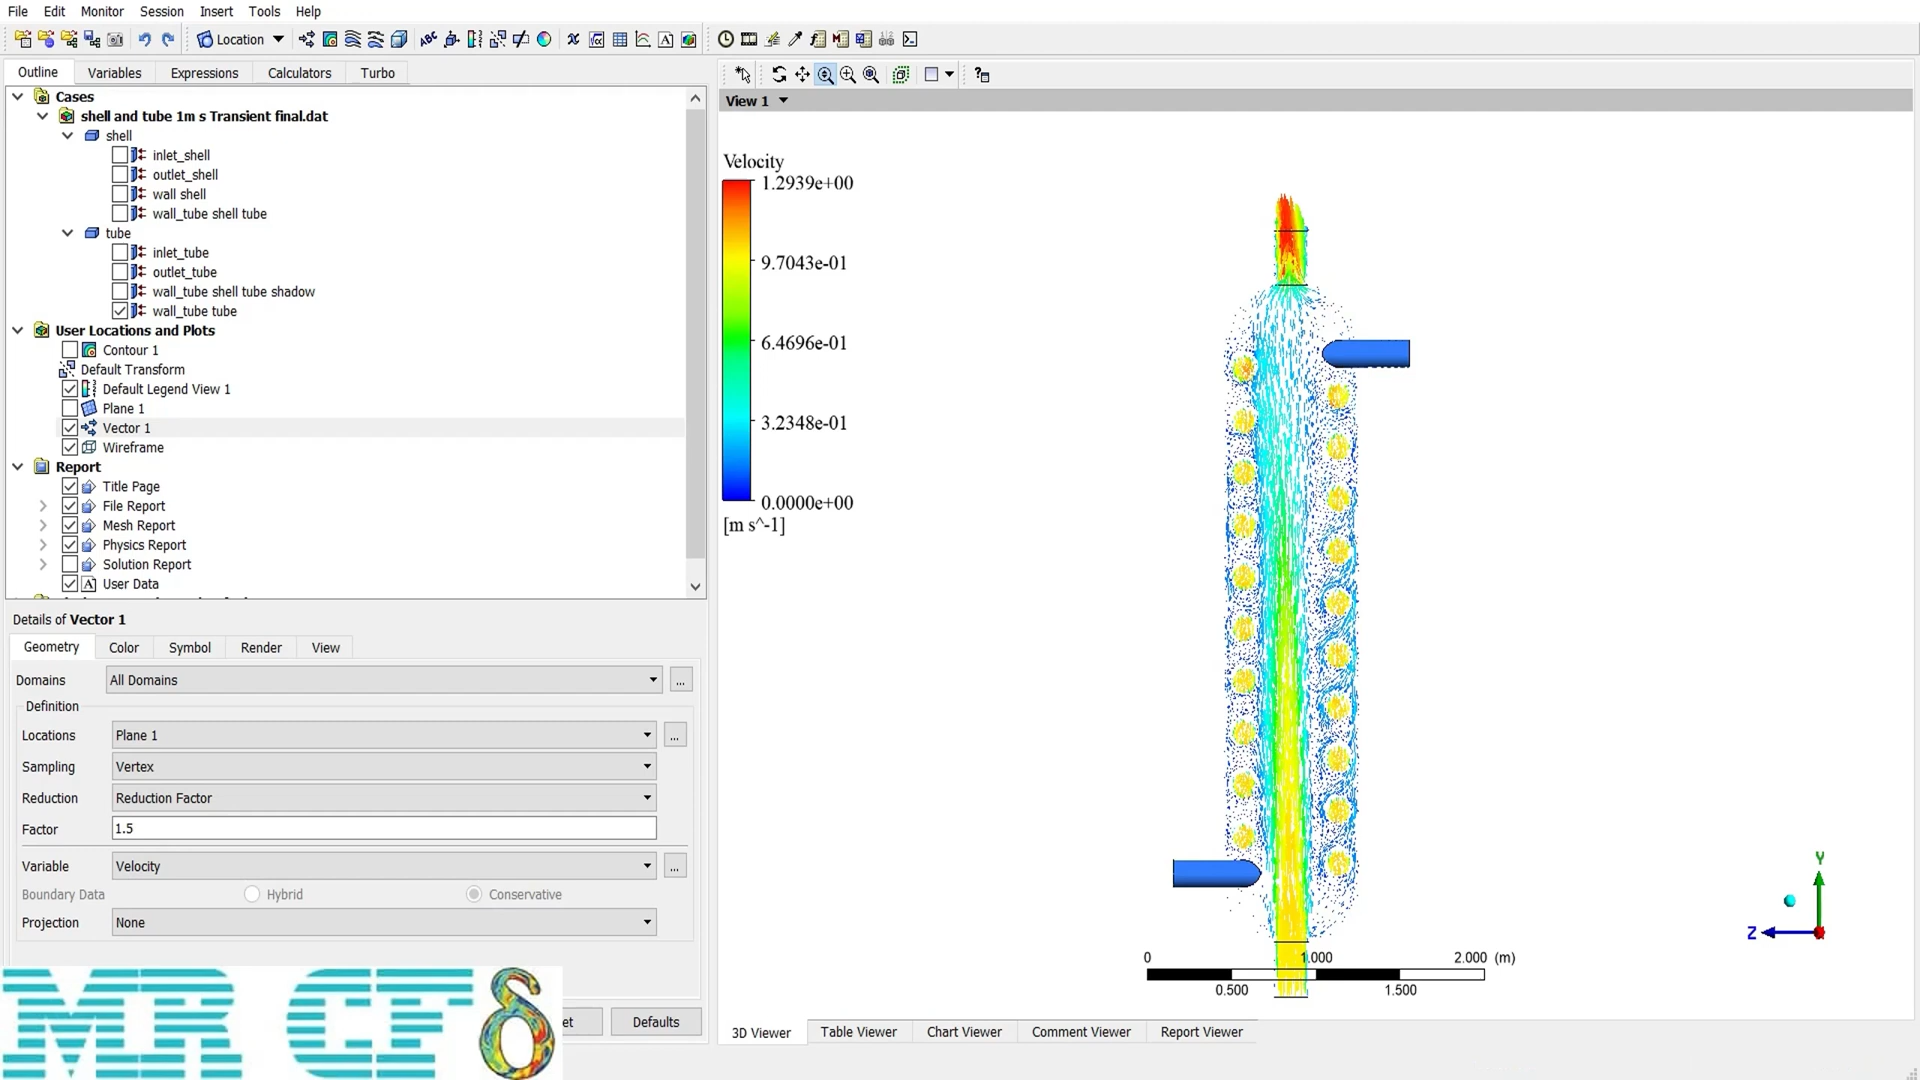 File Edit Monitor Session Insert Tools Help
Location
Outline Variables Expressions Calculators Turbo
Cases
shell and tube 1m s Transient final.dat
shell
inlet_shell
outlet_shell
wall shell
wall_tube shell tube
tube
inlet_tube
outlet_tube
wall_tube shell tube shadow
wall_tube tube
User Locations and Plots
Contour 1
Default Transform
Default Legend View 1
Plane 1
Vector 1
Wireframe
Report
Title Page
File Report
Mesh Report
Physics Report
Solution Report
User Data
Details of Vector 1
Geometry Color Symbol Render View
Domains All Domains ...
Definition
Locations Plane 1 ...
Sampling Vertex
Reduction Reduction Factor
Factor 1.5
Variable Velocity ...
Boundary Data Hybrid Conservative
Projection None
et Defaults
MR CFδ
View 1
Velocity
1.2939e+00
9.7043e-01
6.4696e-01
3.2348e-01
0.0000e+00
[m s^-1]
Y
Z
0 1.000 2.000 (m)
0.500 1.500
3D Viewer Table Viewer Chart Viewer Comment Viewer Report Viewer